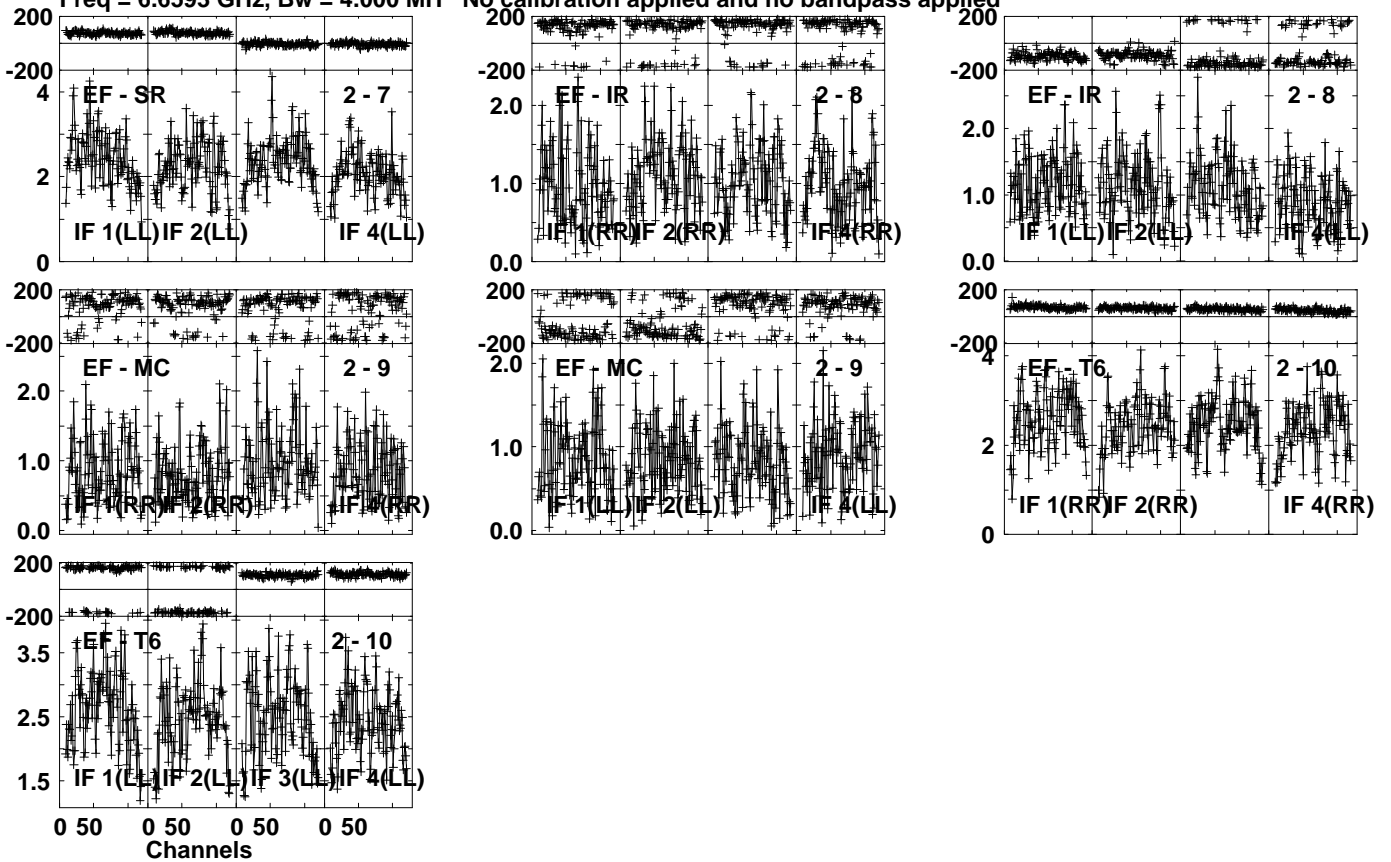 Freq = 6.6593 GHz, Bw = 4.000 MH No calibration applied and no bandpass applied
200
-200
EF - SR 2 - 7
4
2
0
IF 1(LL) IF 2(LL) IF 4(LL)
200
-200
EF - IR 2 - 8
2.0
1.0
0.0
IF 1(RR) IF 2(RR) IF 4(RR)
200
-200
EF - IR 2 - 8
2.0
1.0
0.0
IF 1(LL) IF 2(LL) IF 4(LL)
200
-200
EF - MC 2 - 9
2.0
1.0
0.0
IF 1(RR) IF 2(RR) IF 4(RR)
200
-200
EF - MC 2 - 9
2.0
1.0
0.0
IF 1(LL) IF 2(LL) IF 4(LL)
200
-200
EF - T6 2 - 10
4
2
0
IF 1(RR) IF 2(RR) IF 4(RR)
200
-200
EF - T6 2 - 10
3.5
2.5
1.5
IF 1(LL) IF 2(LL) IF 3(LL) IF 4(LL)
0 50 0 50 0 50 0 50
Channels